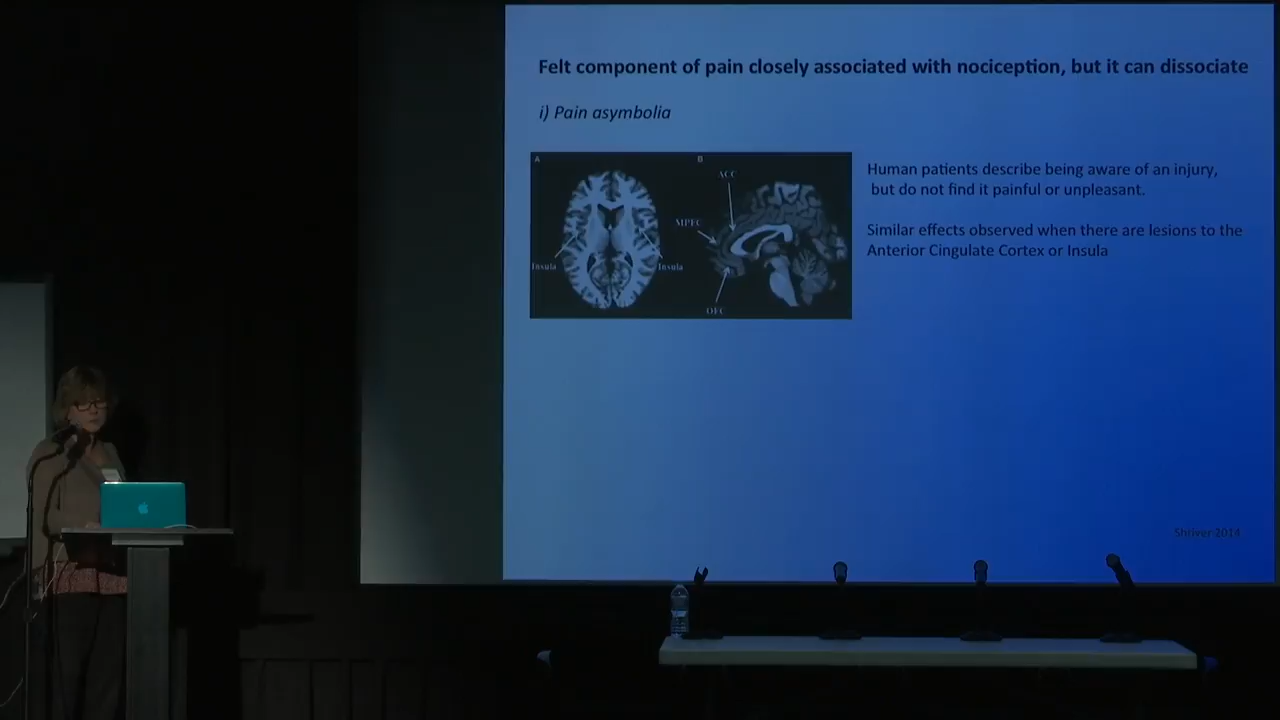 Felt component of pain closely associated with nociception, but it can dissociate
i) Pain asymbolia
A
B
ACC
MPFC
Insula
Insula
OFC
Human patients describe being aware of an injury,
but do not find it painful or unpleasant.
Similar effects observed when there are lesions to the
Anterior Cingulate Cortex or Insula
Shriver 2014